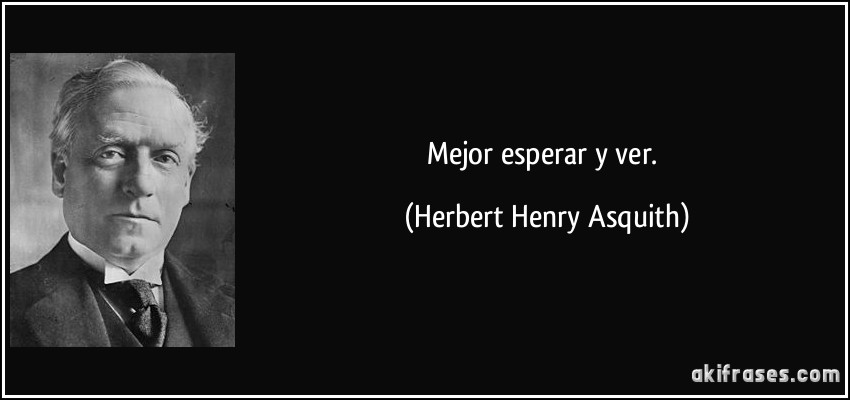 Mejor esperar y ver.
(Herbert Henry Asquith)
akifrases.com